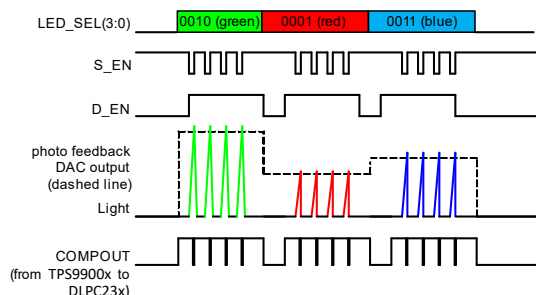 LED_SEL(3:0) 0010 (green) 0001 (red) 0011 (blue)
S_EN
D_EN
photo feedback
DAC output
(dashed line)
Light
COMPOUT
(from TPS9900x to
DLPC23x)